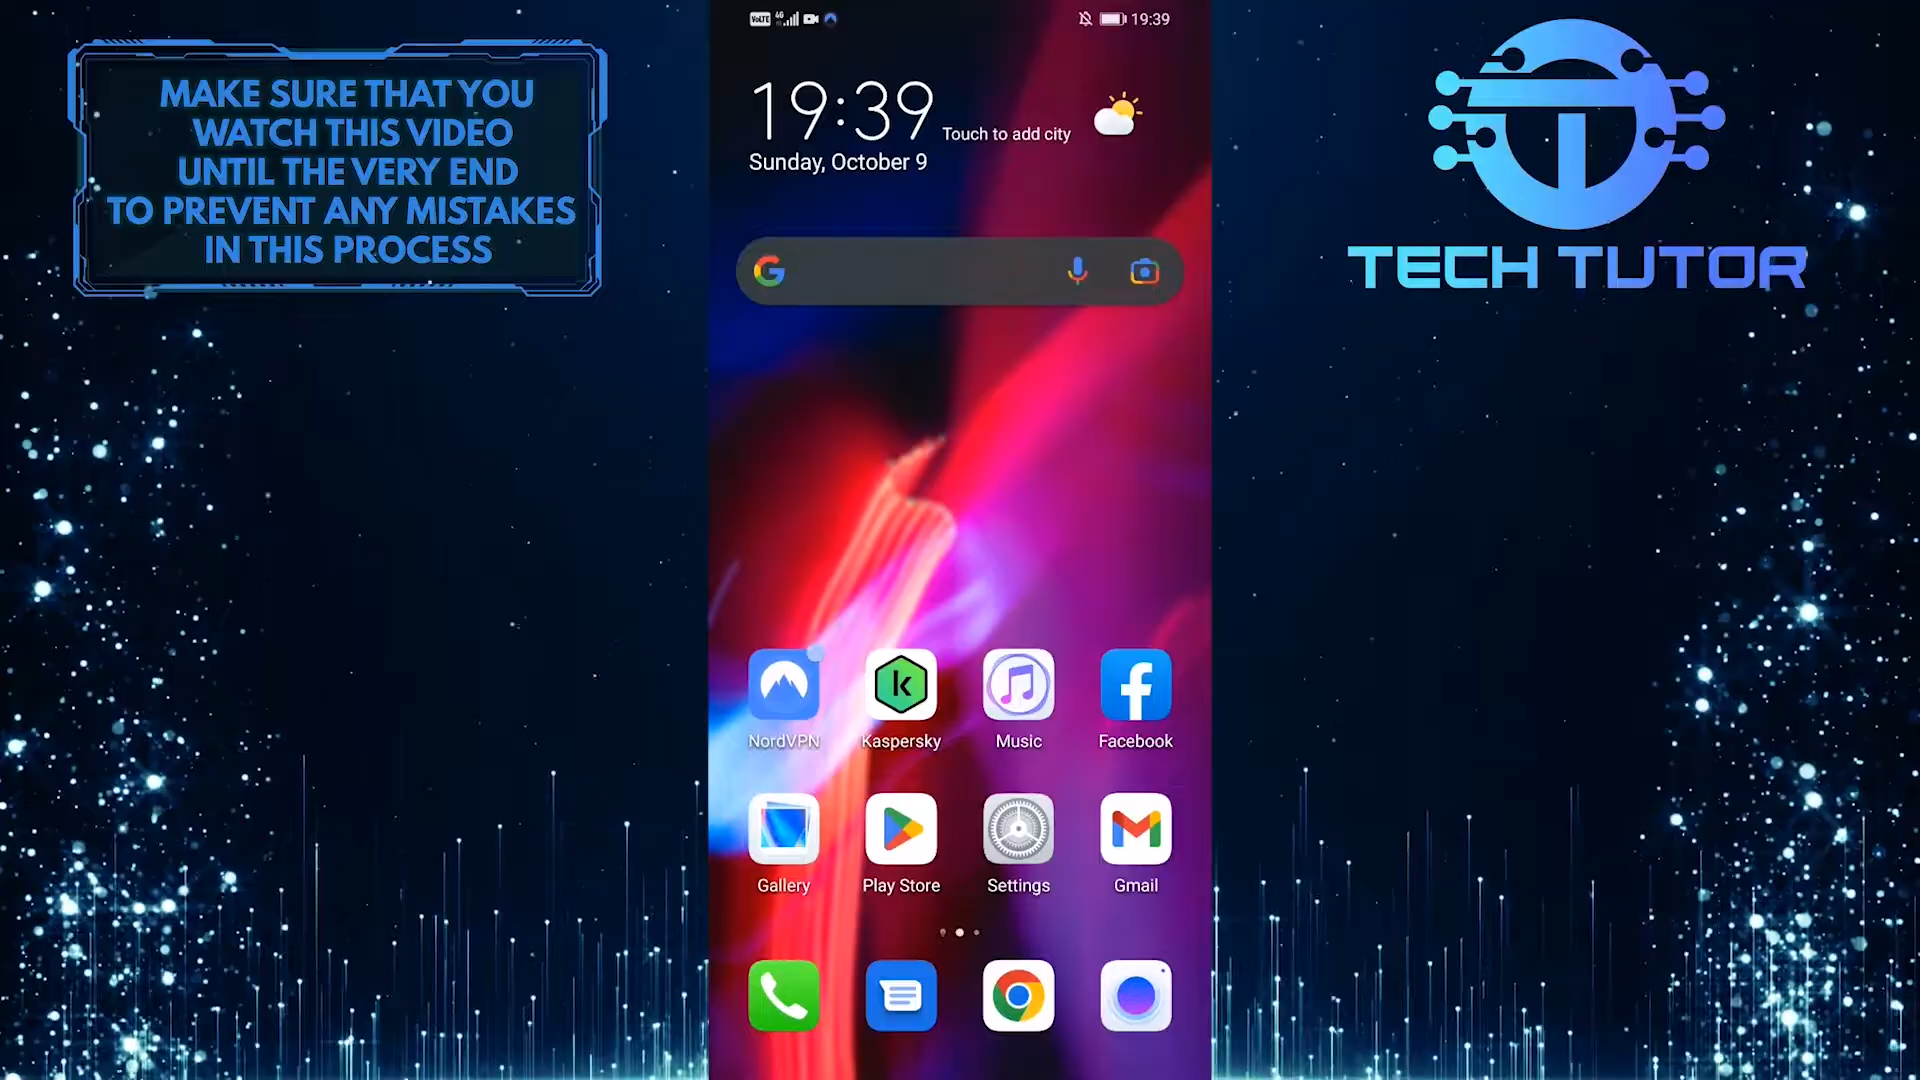 MAKE SURE THAT YOU
WATCH THIS VIDEO
UNTIL THE VERY END
TO PREVENT ANY MISTAKES
IN THIS PROCESS
VoLTE 4G 19:39
19:39 Touch to add city
Sunday, October 9
NordVPN Kaspersky Music Facebook
Gallery Play Store Settings Gmail
TECH TUTOR